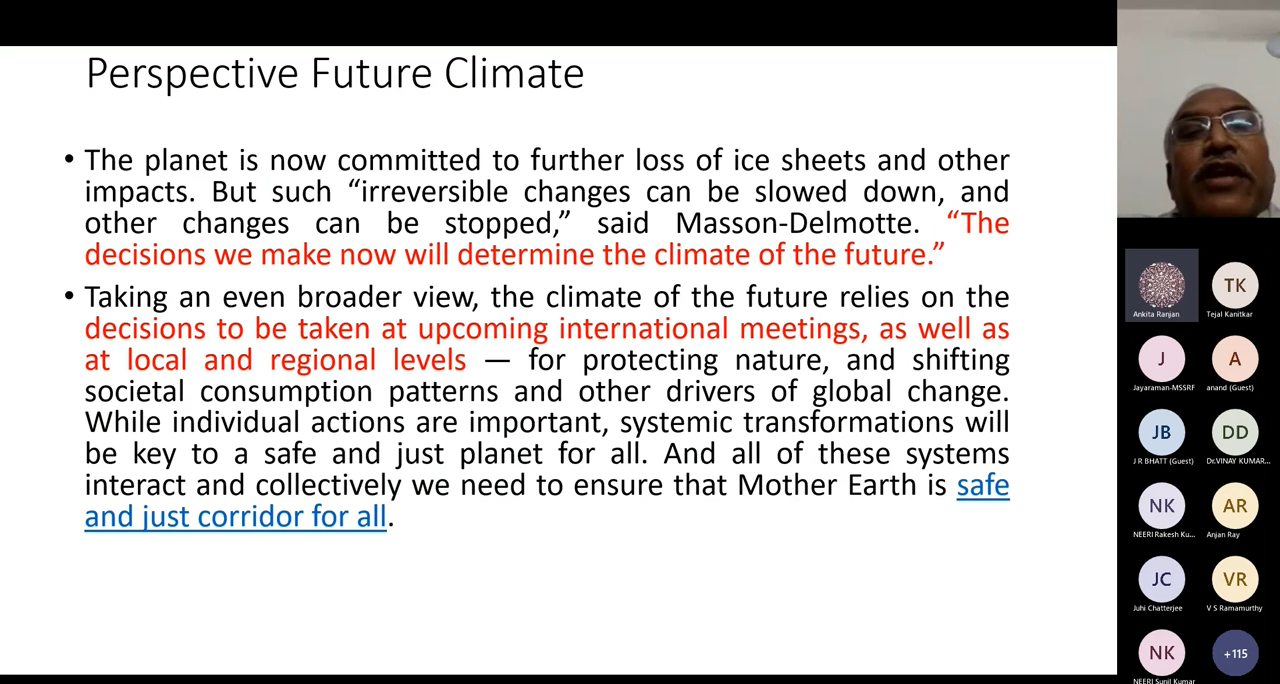 Perspective Future Climate
• The planet is now committed to further loss of ice sheets and other
impacts. But such “irreversible changes can be slowed down, and
other changes can be stopped,” said Masson-Delmotte. “The
decisions we make now will determine the climate of the future.”
• Taking an even broader view, the climate of the future relies on the
decisions to be taken at upcoming international meetings, as well as
at local and regional levels — for protecting nature, and shifting
societal consumption patterns and other drivers of global change.
While individual actions are important, systemic transformations will
be key to a safe and just planet for all. And all of these systems
interact and collectively we need to ensure that Mother Earth is safe
and just corridor for all.
TK
Ankita Ranjan
Tejal Kanitkar
J
A
Jayaraman-MSSRF
anand (Guest)
JB
DD
J R BHATT (Guest)
Dr.VINAY KUMAR...
NK
AR
NEERI Rakesh Ku...
Anjan Ray
JC
VR
Juhi Chatterjee
V S Ramamurthy
NK
+115
NEERI Sunil Kumar